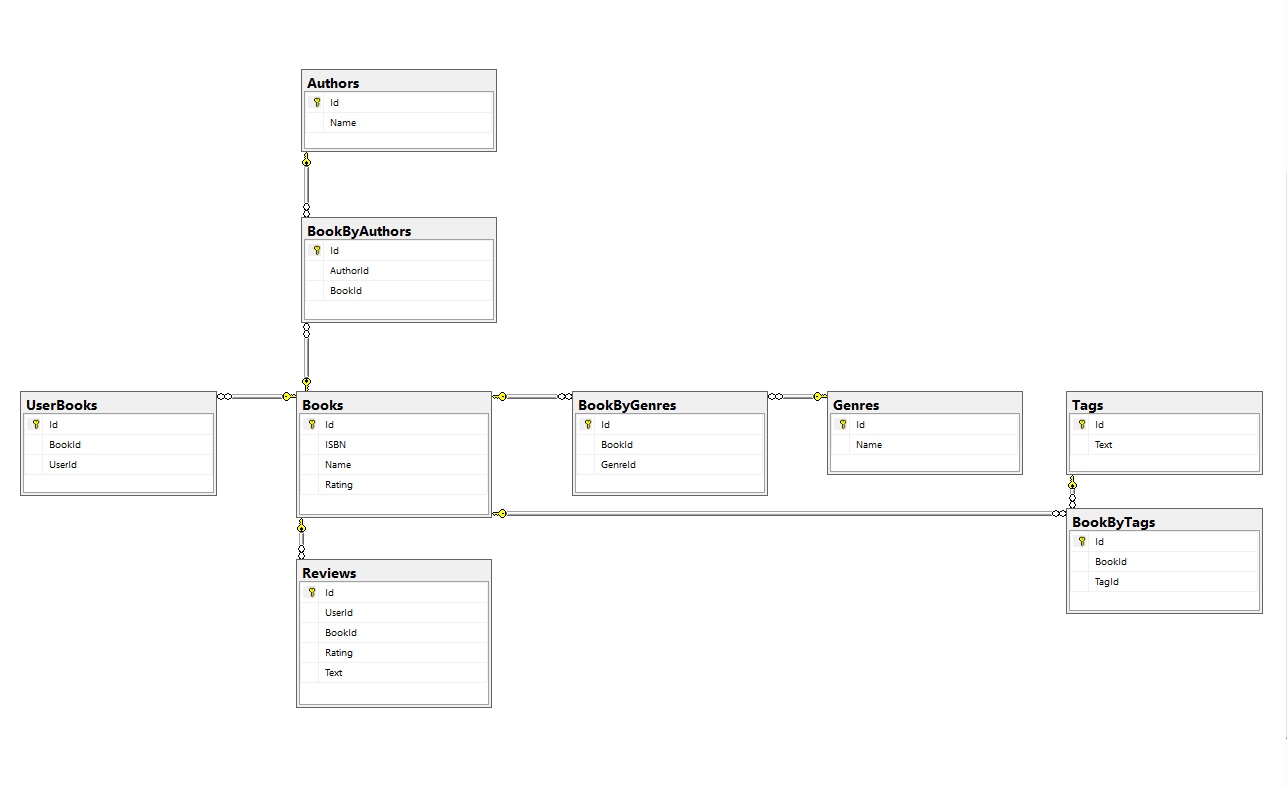 Authors
Id
Name
BookByAuthors
Id
AuthorId
BookId
UserBooks
Id
BookId
UserId
Books
Id
ISBN
Name
Rating
BookByGenres
Id
BookId
GenreId
Genres
Id
Name
Tags
Id
Text
BookByTags
Id
BookId
TagId
Reviews
Id
UserId
BookId
Rating
Text